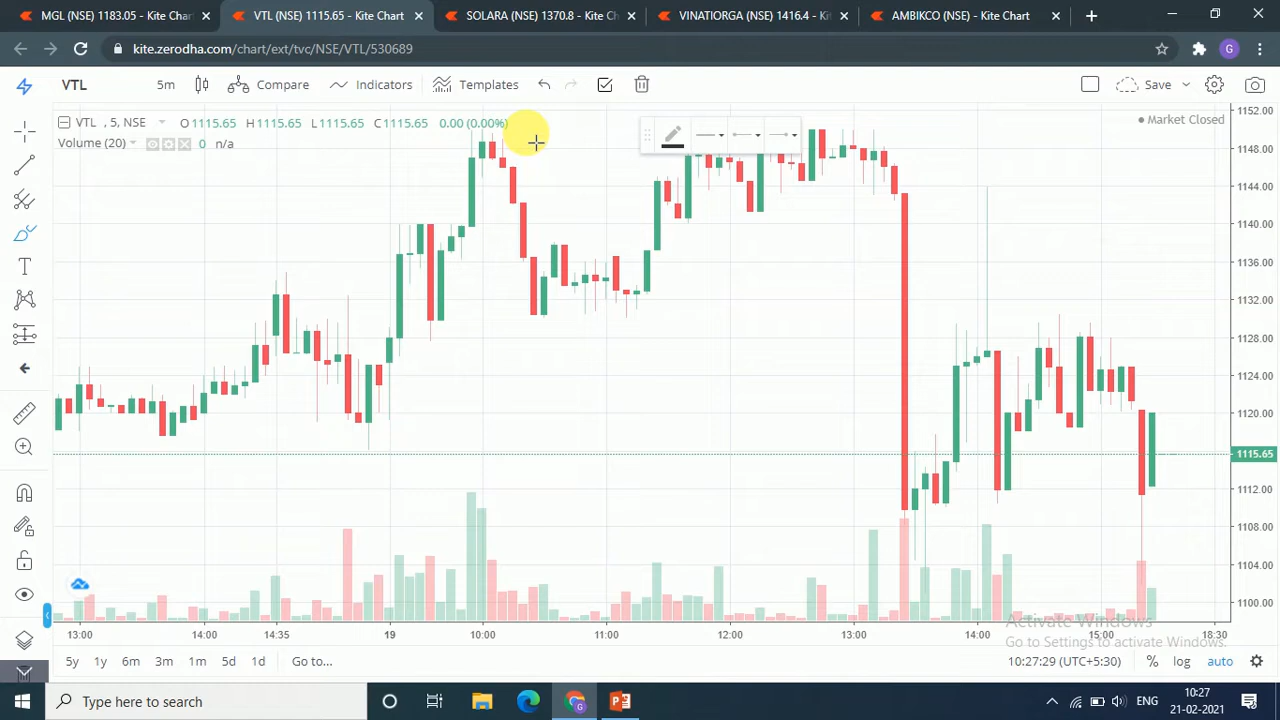 MGL (NSE) 1183.05 - Kite Chart
VTL (NSE) 1115.65 - Kite Chart
SOLARA (NSE) 1370.8 - Kite Ch
VINATIORGA (NSE) 1416.4 - Kite
AMBIKCO (NSE) - Kite Chart
kite.zerodha.com/chart/ext/tvc/NSE/VTL/530689
G
VTL
5m
Compare
Indicators
Templates
Save
VTL , 5, NSE
O 1115.65 H 1115.65 L 1115.65 C 1115.65 0.00 (0.00%)
Volume (20)
0 n/a
Market Closed
1152.00
1148.00
1144.00
1140.00
1136.00
1132.00
1128.00
1124.00
1120.00
1115.65
1112.00
1108.00
1104.00
1100.00
13:00
14:00
14:35
19
10:00
11:00
12:00
13:00
14:00
15:00
18:30
Activate Windows
Go to Settings to activate Windows.
5y
1y
6m
3m
1m
5d
1d
Go to...
10:27:29 (UTC+5:30)
%
log
auto
Type here to search
G
ENG
10:27
21-02-2021